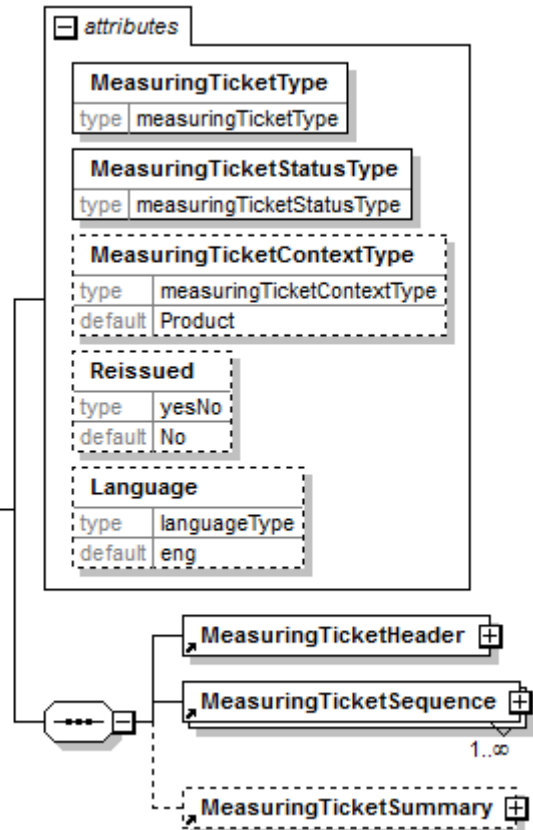 attributes
MeasuringTicketType
type measuringTicketType
MeasuringTicketStatusType
type measuringTicketStatusType
MeasuringTicketContextType
type measuringTicketContextType
default Product
Reissued
type yesNo
default No
Language
type languageType
default eng
MeasuringTicketHeader
MeasuringTicketSequence
1..∞
MeasuringTicketSummary